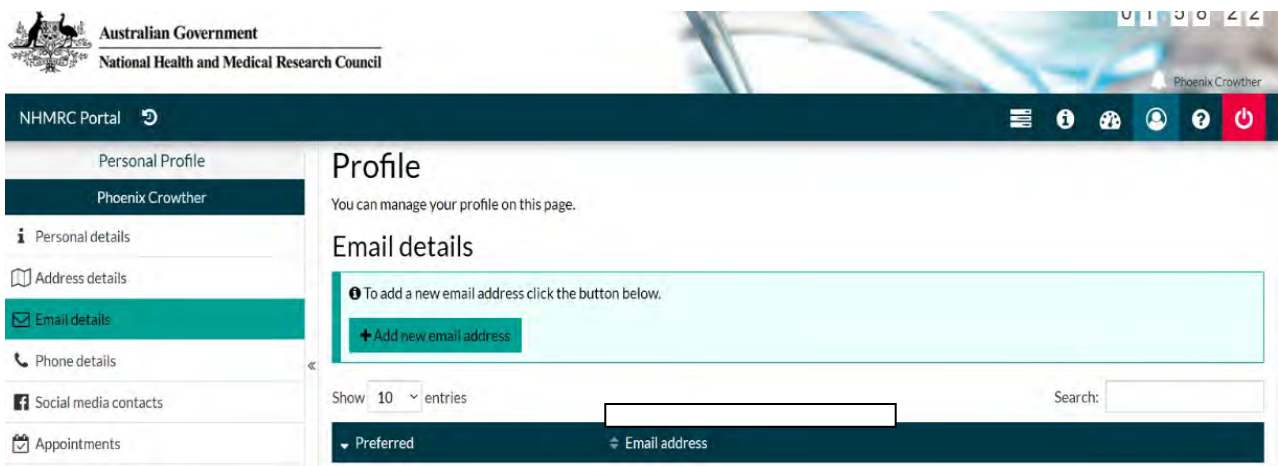 Australian Government
National Health and Medical Research Council
01 58 22
Phoenix Crowther
NHMRC Portal
Personal Profile
Phoenix Crowther
Personal details
Address details
Email details
Phone details
Social media contacts
Appointments
Profile
You can manage your profile on this page.
Email details
To add a new email address click the button below.
+Add new email address
«
Show 10 entries
Search:
Preferred
Email address